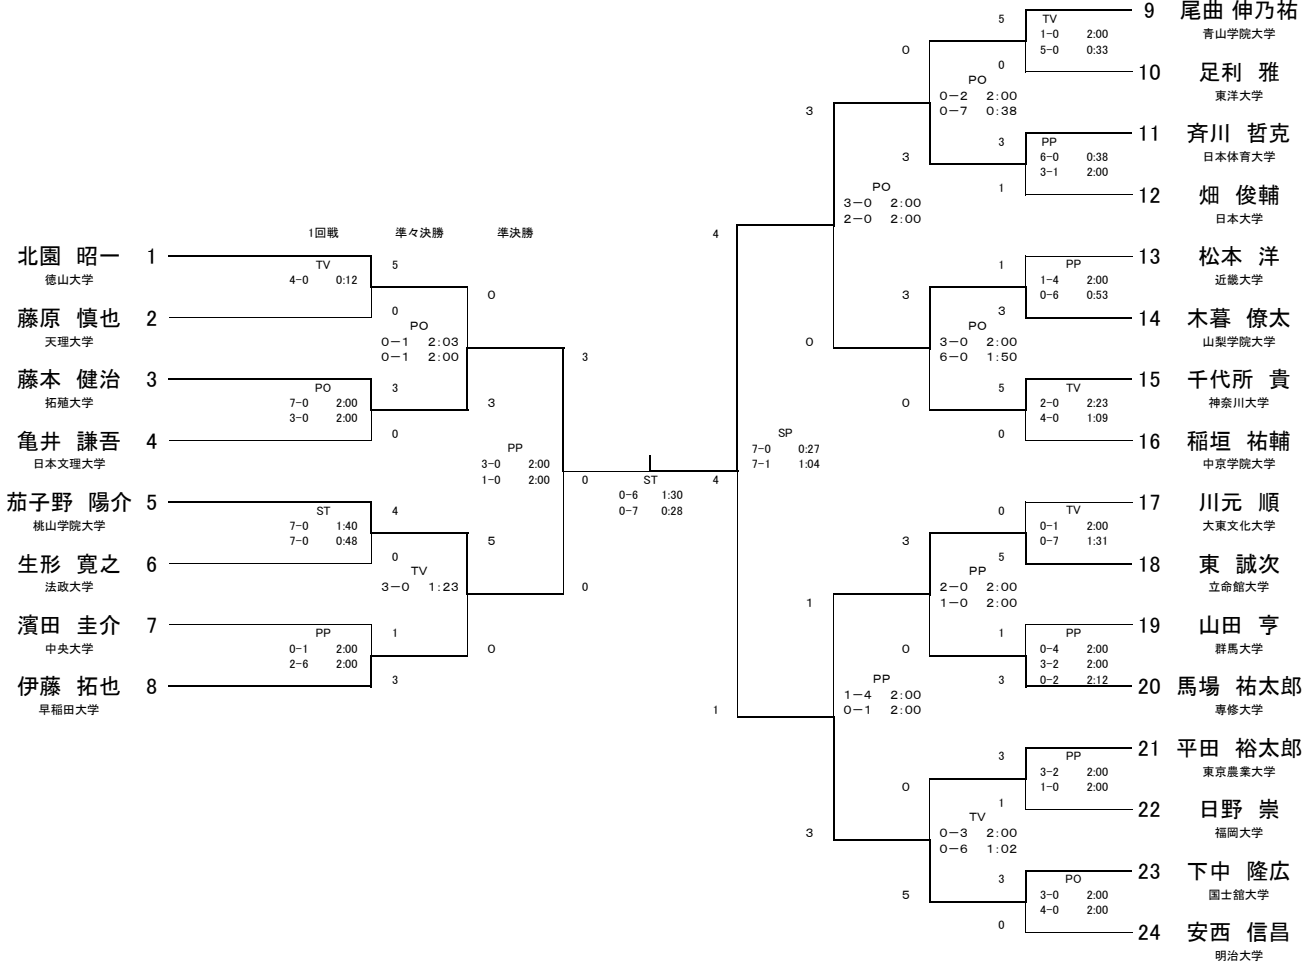 1回戦 準々決勝 準決勝
北園 昭一 1
徳山大学
TV
4-0 0:12
5
0
藤原 慎也 2
天理大学
0
PO
0-1 2:03
0-1 2:00
藤本 健治 3
拓殖大学
PO
7-0 2:00
3-0 2:00
3
3
亀井 謙吾 4
日本文理大学
0
3
PP
3-0 2:00
1-0 2:00
0
茄子野 陽介 5
桃山学院大学
ST
7-0 1:40
7-0 0:48
4
5
生形 寛之 6
法政大学
0
TV
3-0 1:23
0
濱田 圭介 7
中央大学
PP
0-1 2:00
2-6 2:00
1
0
伊藤 拓也 8
早稲田大学
3
ST
0-6 1:30
0-7 0:28
4
4
SP
7-0 0:27
7-1 1:04
1
5
TV
1-0 2:00
5-0 0:33
9 尾曲 伸乃祐
青山学院大学
0
0
10 足利 雅
東洋大学
PO
0-2 2:00
0-7 0:38
3
3
PP
6-0 0:38
3-1 2:00
11 斉川 哲克
日本体育大学
3
1
12 畑 俊輔
日本大学
PO
3-0 2:00
2-0 2:00
1
PP
1-4 2:00
0-6 0:53
13 松本 洋
近畿大学
3
3
14 木暮 僚太
山梨学院大学
PO
3-0 2:00
6-0 1:50
0
5
TV
2-0 2:23
4-0 1:09
15 千代所 貴
神奈川大学
0
0
16 稲垣 祐輔
中京学院大学
0
TV
0-1 2:00
0-7 1:31
17 川元 順
大東文化大学
3
5
18 東 誠次
立命館大学
PP
2-0 2:00
1-0 2:00
1
1
PP
0-4 2:00
3-2 2:00
0-2 2:12
19 山田 亨
群馬大学
0
3
20 馬場 祐太郎
専修大学
PP
1-4 2:00
0-1 2:00
3
PP
3-2 2:00
1-0 2:00
21 平田 裕太郎
東京農業大学
0
1
22 日野 崇
福岡大学
TV
0-3 2:00
0-6 1:02
3
3
PO
3-0 2:00
4-0 2:00
23 下中 隆広
国士舘大学
5
0
24 安西 信昌
明治大学